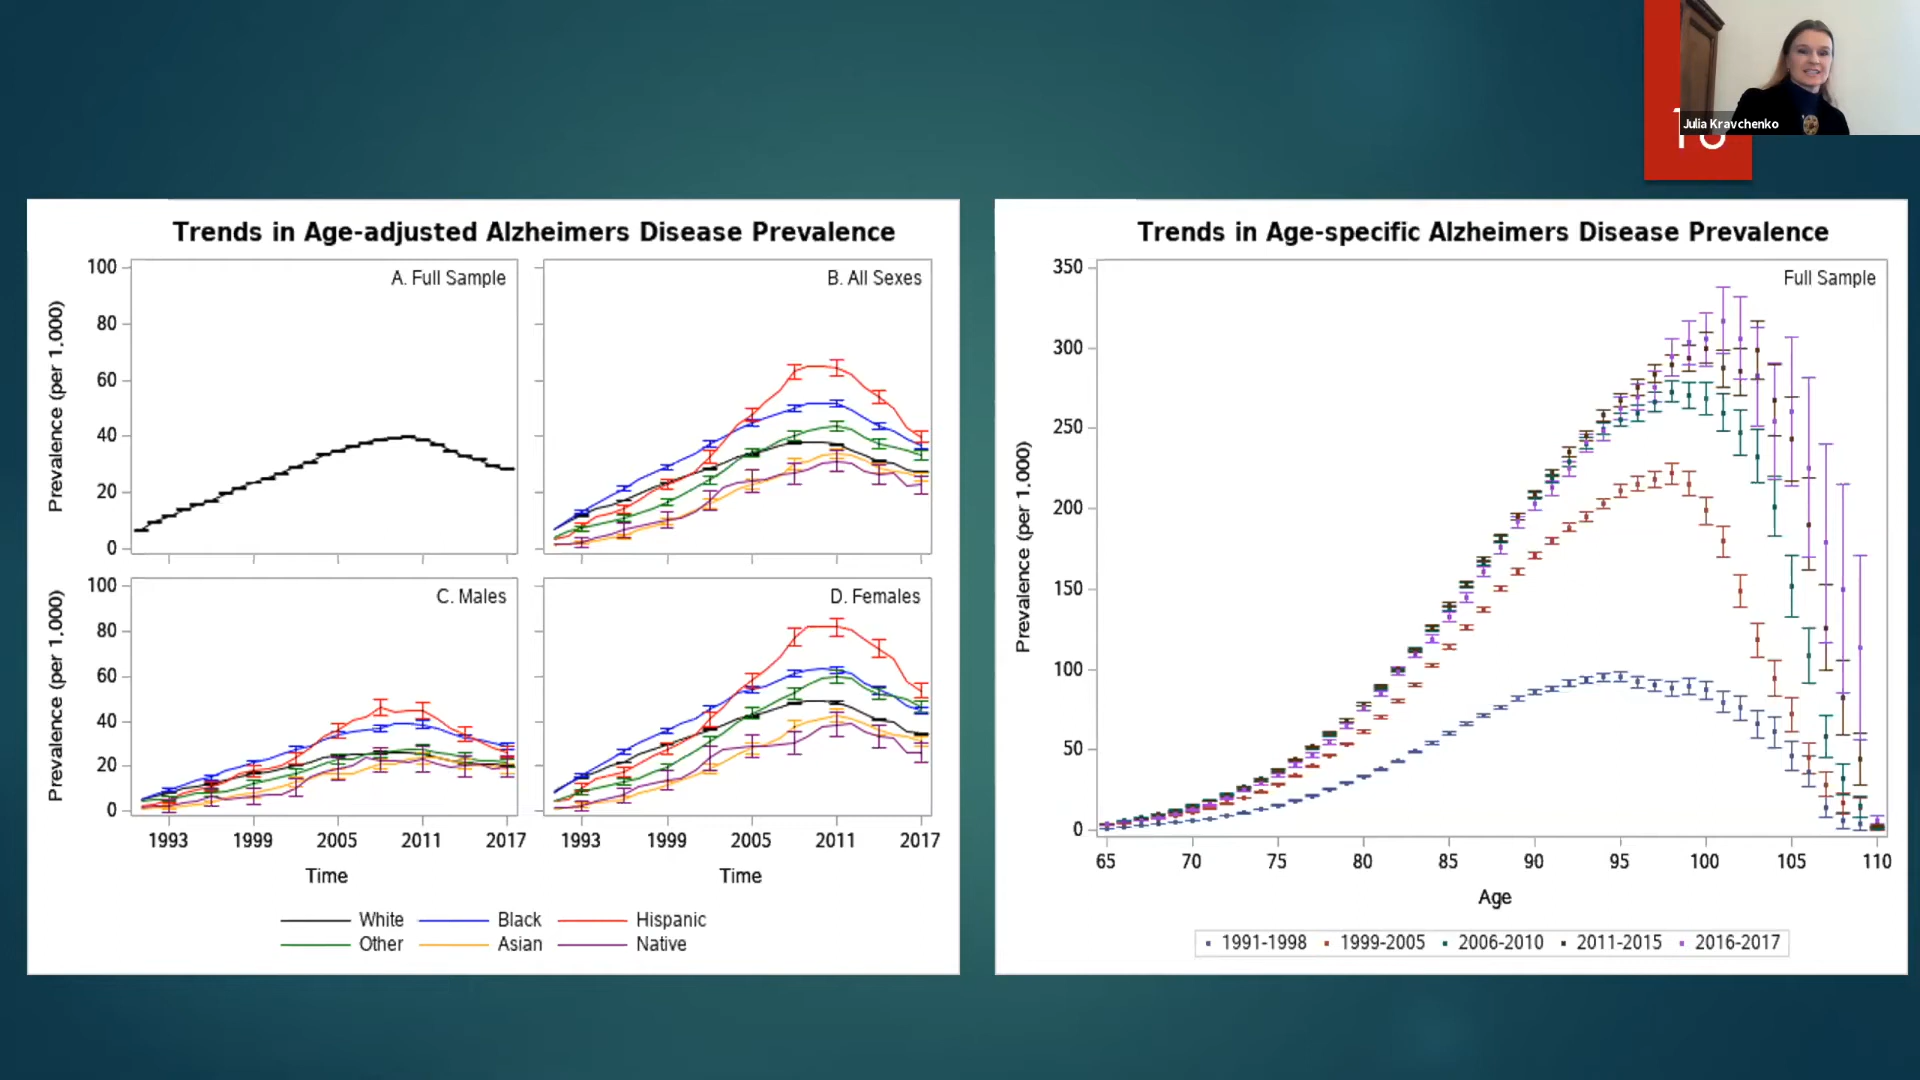 Julia Kravchenko
Trends in Age-adjusted Alzheimers Disease Prevalence
A. Full Sample
B. All Sexes
Prevalence (per 1,000)
100
80
60
40
20
0
C. Males
D. Females
Prevalence (per 1,000)
100
80
60
40
20
0
1993 1999 2005 2011 2017
1993 1999 2005 2011 2017
Time
Time
White Black Hispanic
Other Asian Native
Trends in Age-specific Alzheimers Disease Prevalence
Full Sample
Prevalence (per 1,000)
350
300
250
200
150
100
50
0
65 70 75 80 85 90 95 100 105 110
Age
1991-1998 1999-2005 2006-2010 2011-2015 2016-2017